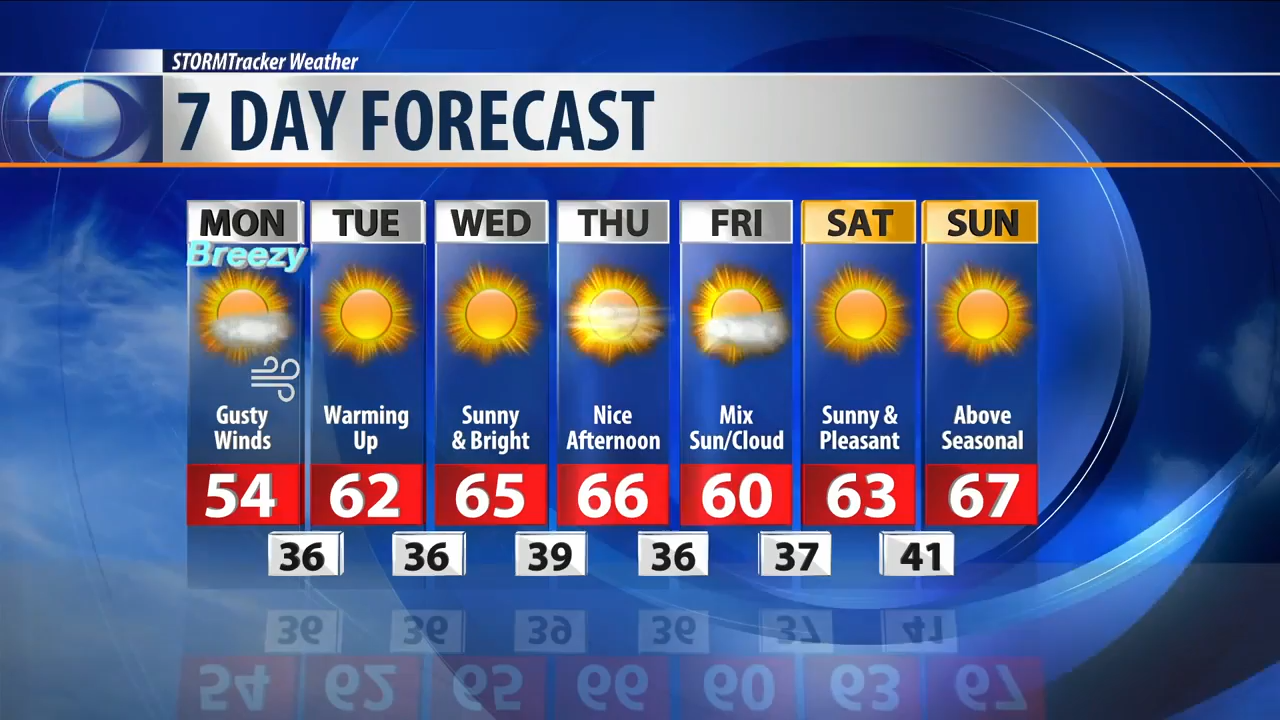 STORMTracker Weather
7 DAY FORECAST
MON TUE WED THU FRI SAT SUN
Breezy
Gusty Warming Sunny Nice Mix Sunny & Above
Winds Up & Bright Afternoon Sun/Cloud Pleasant Seasonal
54 62 65 66 60 63 67
36 36 39 36 37 41